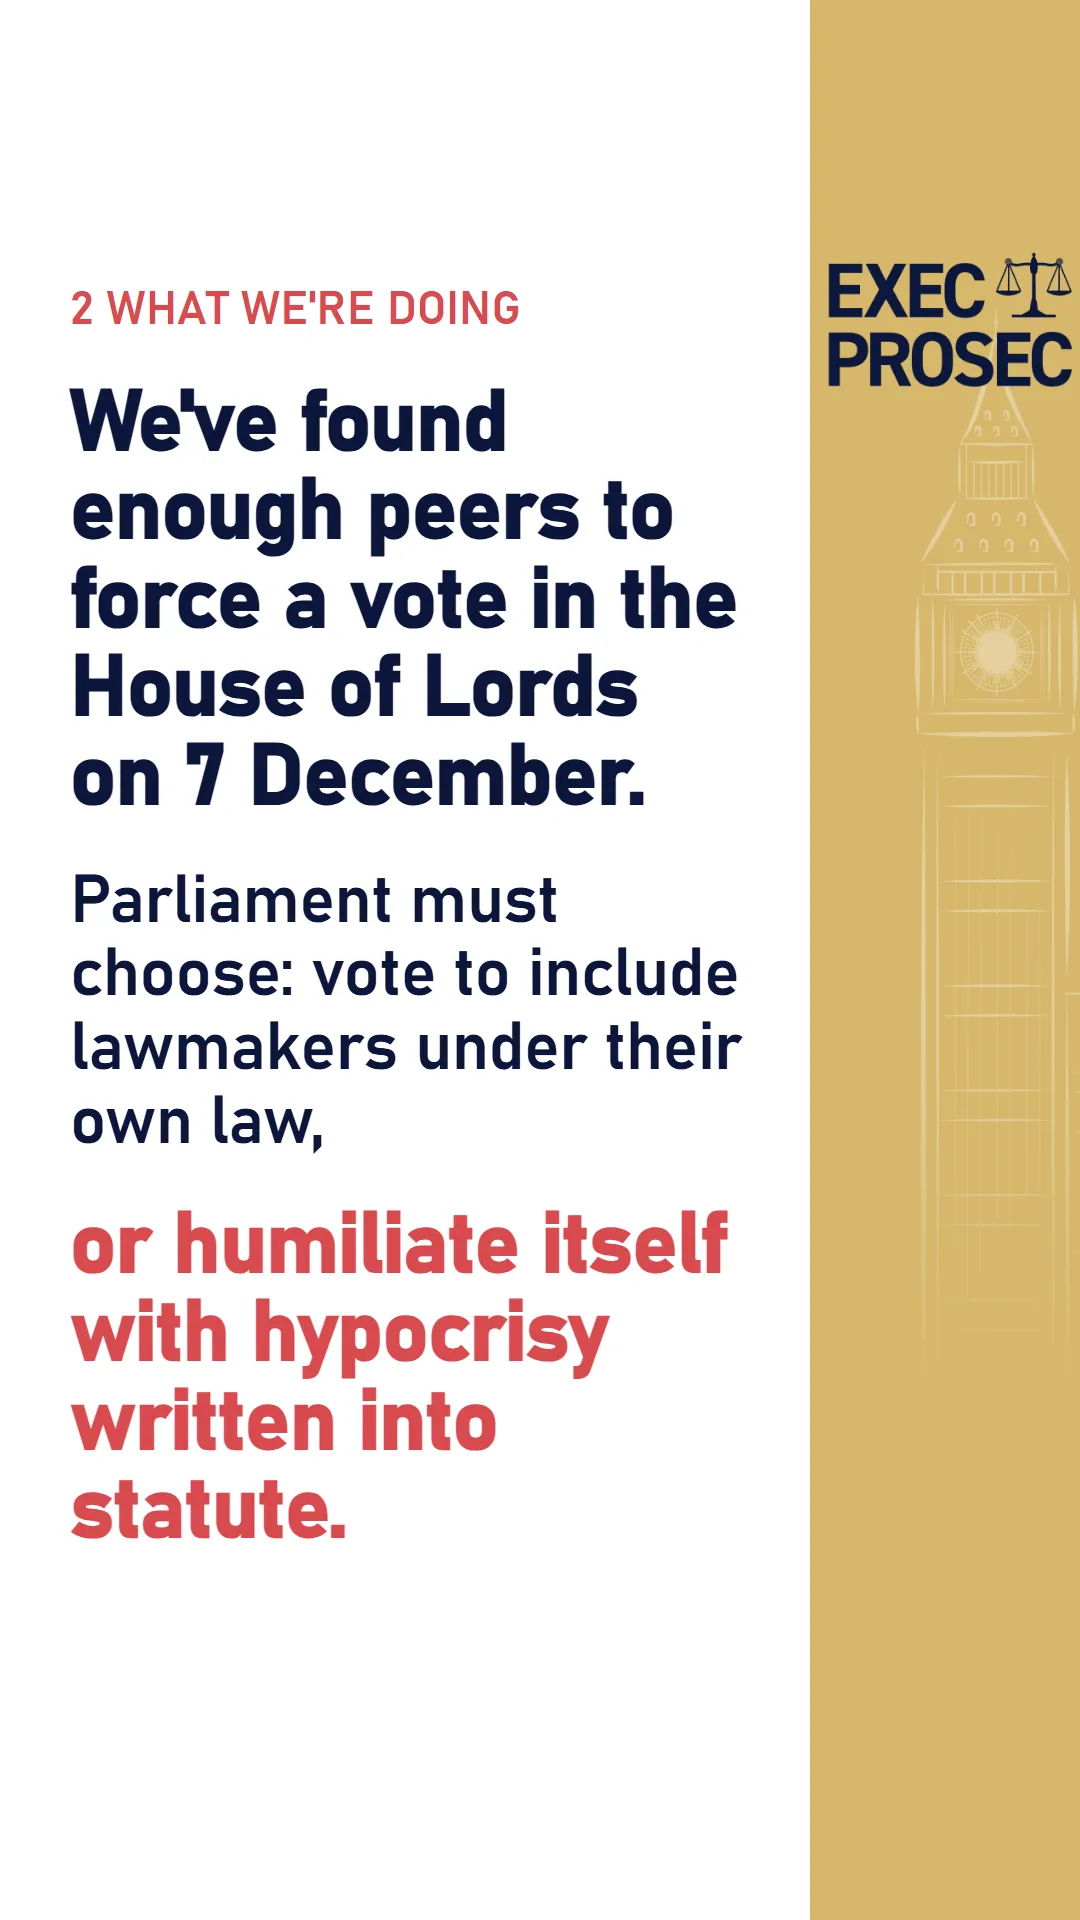 2 WHAT WE'RE DOING
We've found
enough peers to
force a vote in the
House of Lords
on 7 December.
Parliament must
choose: vote to include
lawmakers under their
own law,
or humiliate itself
with hypocrisy
written into
statute.
EXEC
PROSEC